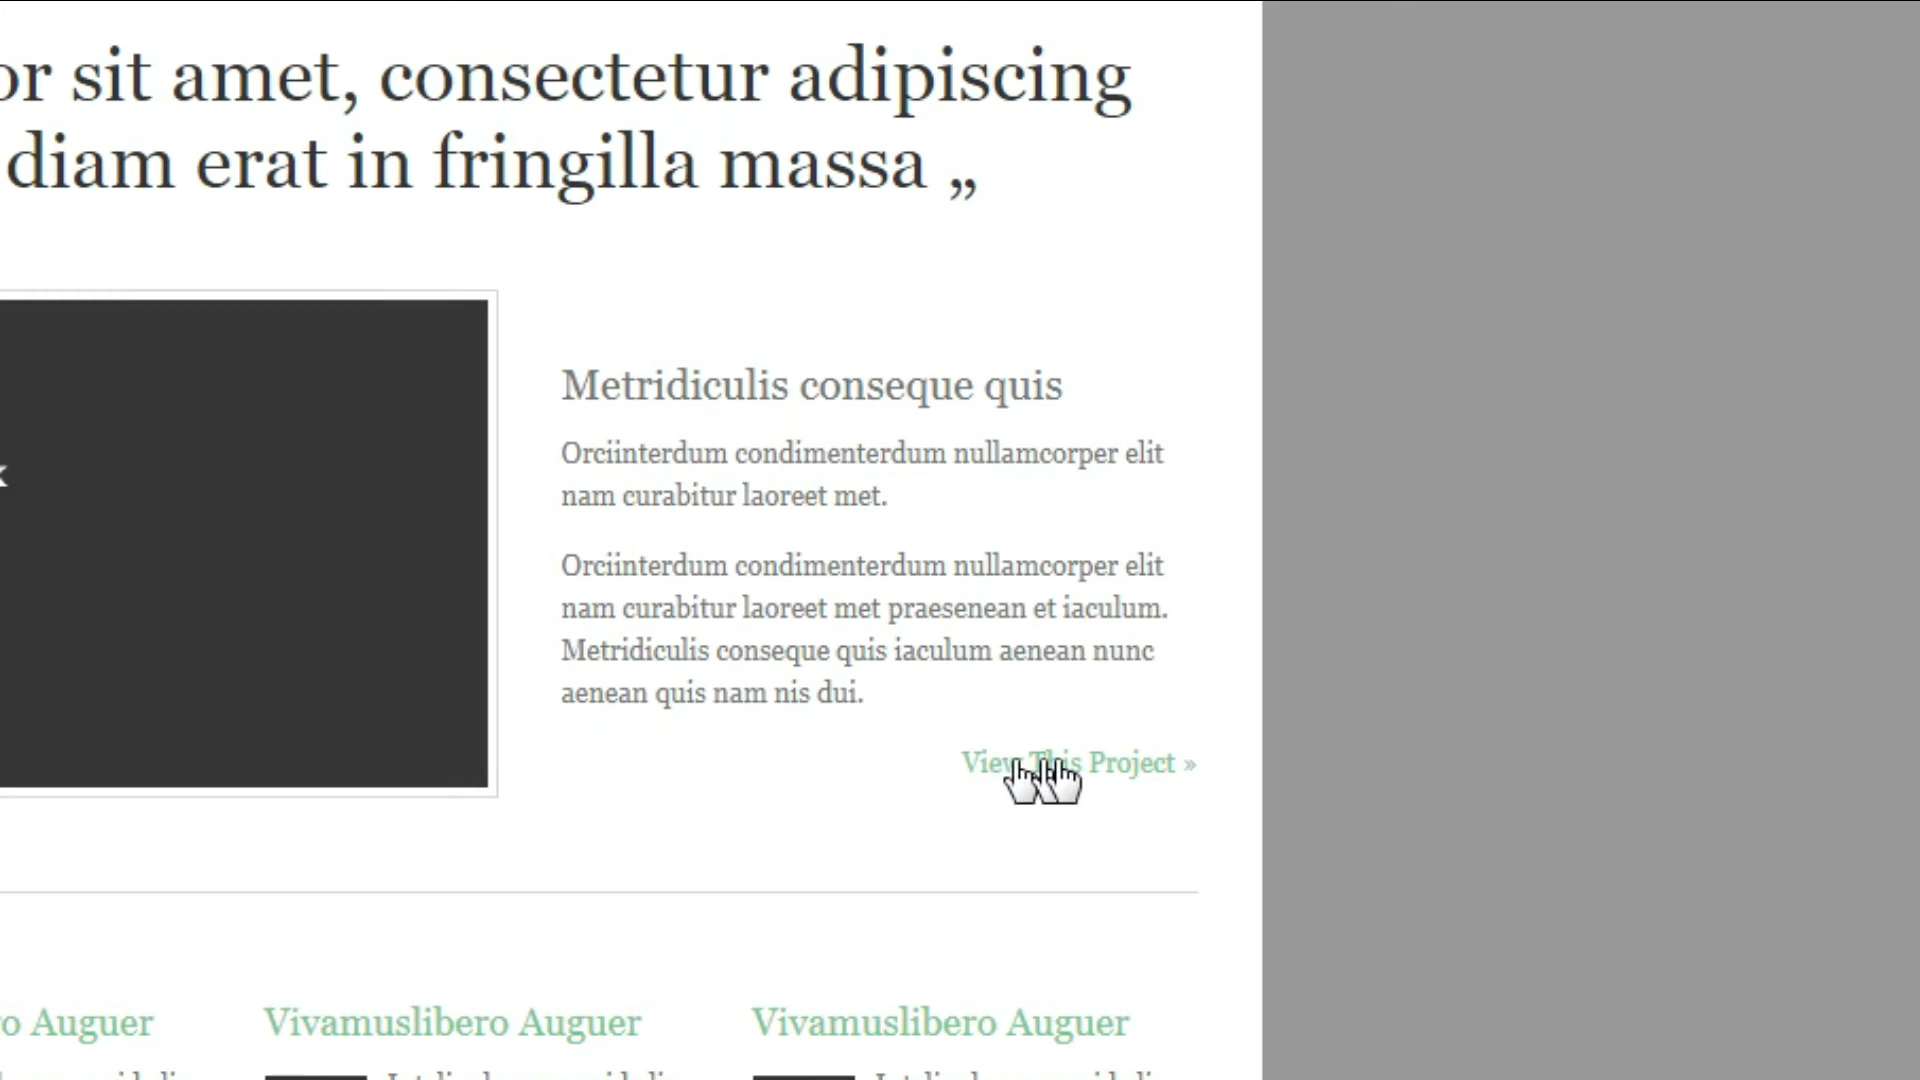 or sit amet, consectetur adipiscing
diam erat in fringilla massa „
Metridiculis conseque quis
Orciinterdum condimenterdum nullamcorper elit
nam curabitur laoreet met.
Orciinterdum condimenterdum nullamcorper elit
nam curabitur laoreet met praesenean et iaculum.
Metridiculis conseque quis iaculum aenean nunc
aenean quis nam nis dui.
View This Project »
o Auguer
Vivamuslibero Auguer
Vivamuslibero Auguer